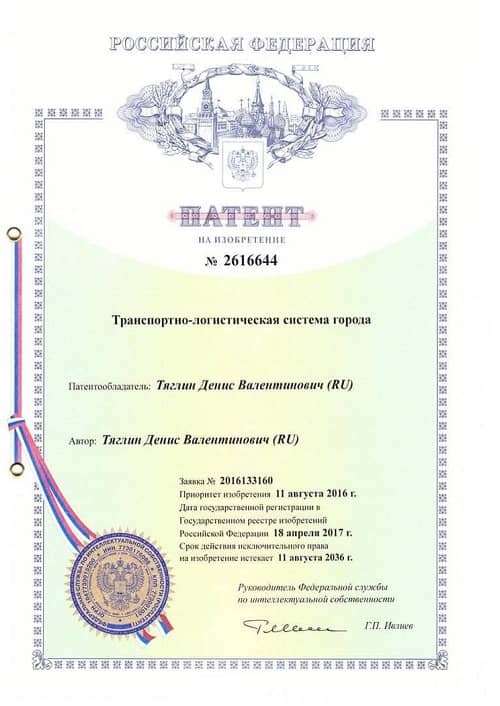 РОССИЙСКАЯ ФЕДЕРАЦИЯ
ПАТЕНТ
НА ИЗОБРЕТЕНИЕ
№ 2616644
Транспортно-логистическая система города
Патентообладатель: Тяглин Денис Валентинович (RU)
Автор: Тяглин Денис Валентинович (RU)
Заявка № 2016133160
Приоритет изобретения 11 августа 2016 г.
Дата государственной регистрации в
Государственном реестре изобретений
Российской Федерации 18 апреля 2017 г.
Срок действия исключительного права
на изобретение истекает 11 августа 2036 г.
Руководитель Федеральной службы
по интеллектуальной собственности
Г.П. Ивлиев